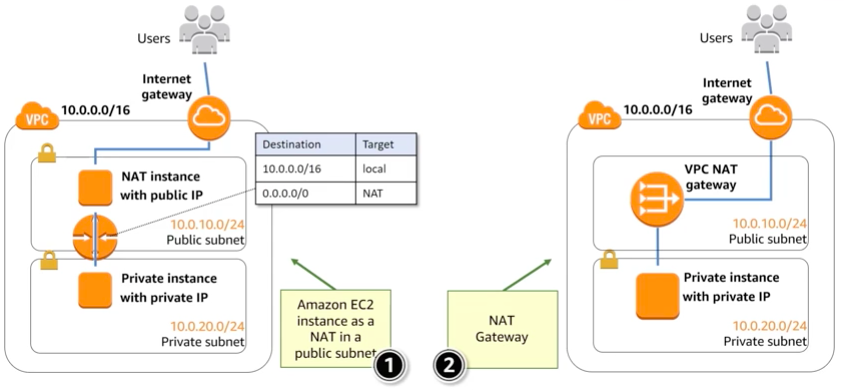 Users
Internet
gateway
VPC
10.0.0.0/16
Destination Target
10.0.0.0/16 local
0.0.0.0/0 NAT
NAT instance
with public IP
10.0.10.0/24
Public subnet
Private instance
with private IP
10.0.20.0/24
Private subnet
Amazon EC2
instance as a
NAT in a
public subnet
1
2
NAT
Gateway
Users
Internet
gateway
VPC
10.0.0.0/16
VPC NAT
gateway
10.0.10.0/24
Public subnet
Private instance
with private IP
10.0.20.0/24
Private subnet